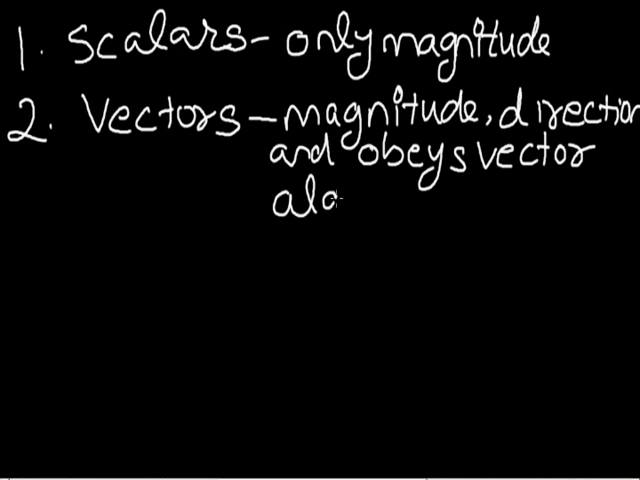 1. Scalars - only magnitude
2. Vectors - magnitude, direction
and obeys vector